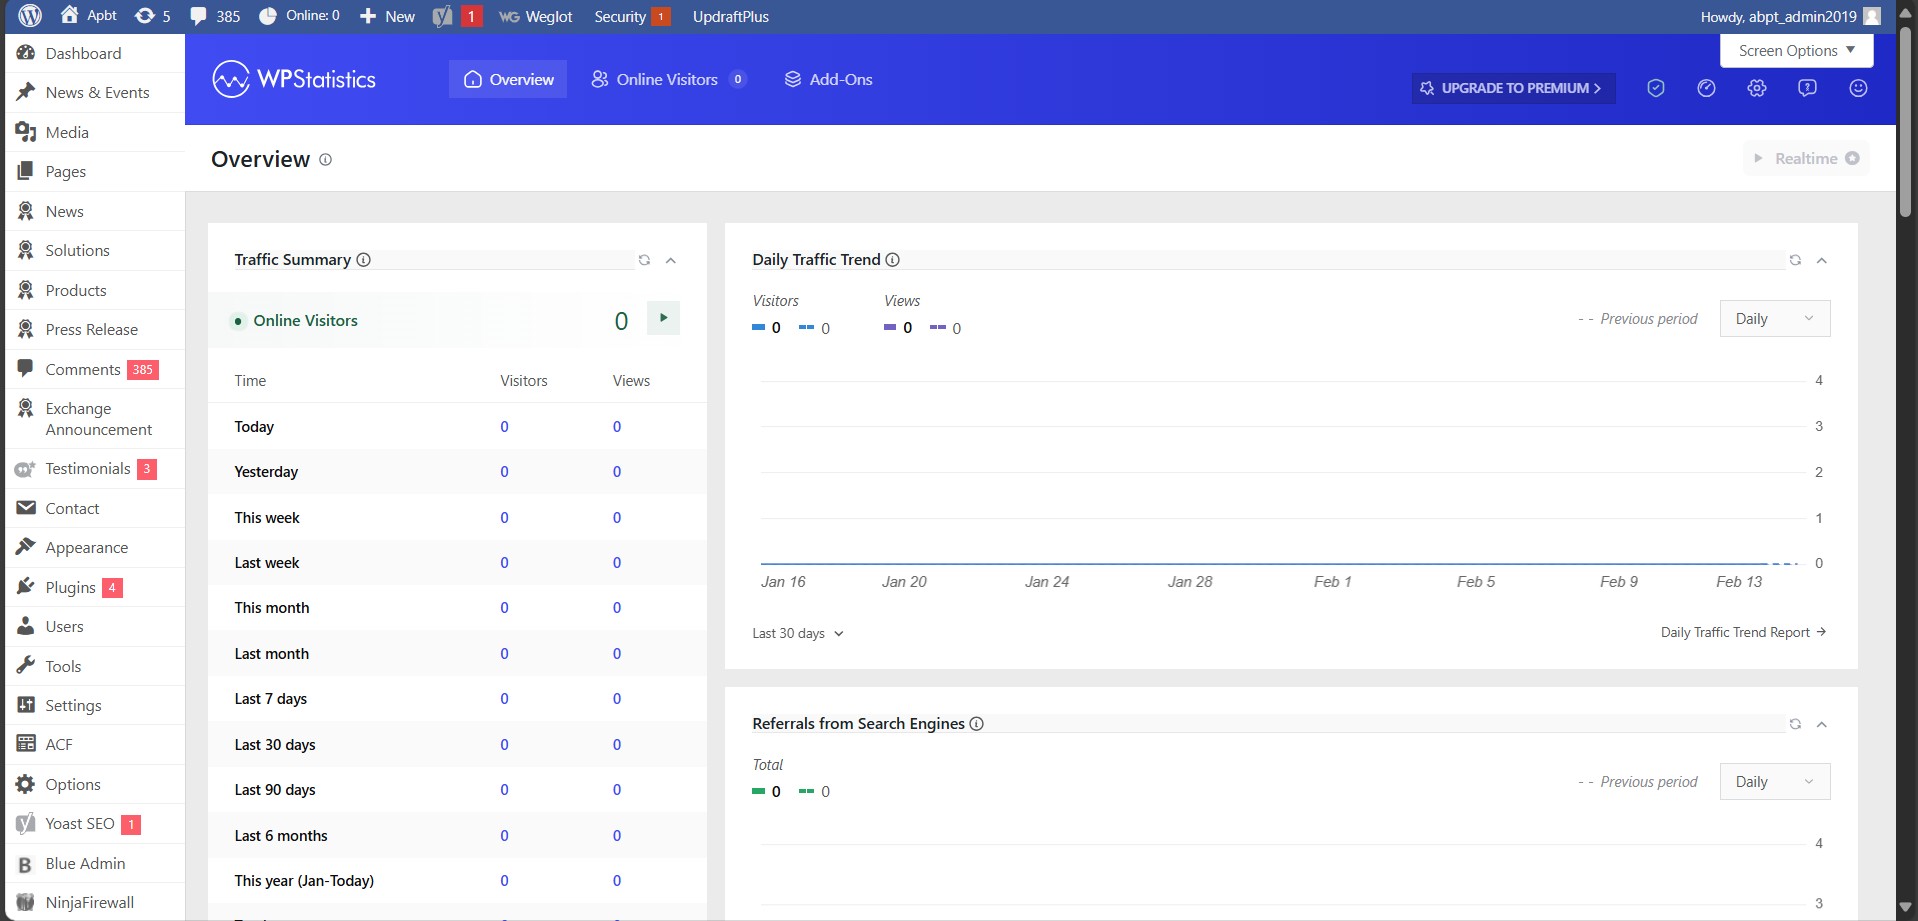 Apbt
5
385
Online: 0
New
1
WG Weglot
Security 1
UpdraftPlus
Howdy, abpt_admin2019
Dashboard
News & Events
Media
Pages
News
Solutions
Products
Press Release
Comments 385
Exchange
Announcement
Testimonials 3
Contact
Appearance
Plugins 4
Users
Tools
Settings
ACF
Options
Yoast SEO 1
B Blue Admin
NinjaFirewall
WPStatistics
Overview
Online Visitors 0
Add-Ons
Screen Options
UPGRADE TO PREMIUM
Overview
Realtime
Traffic Summary
Online Visitors 0
Time Visitors Views
Today 0 0
Yesterday 0 0
This week 0 0
Last week 0 0
This month 0 0
Last month 0 0
Last 7 days 0 0
Last 30 days 0 0
Last 90 days 0 0
Last 6 months 0 0
This year (Jan-Today) 0 0
Daily Traffic Trend
Visitors Views
0 0 0 0
Previous period
Daily
4
3
2
1
0
Jan 16 Jan 20 Jan 24 Jan 28 Feb 1 Feb 5 Feb 9 Feb 13
Last 30 days
Daily Traffic Trend Report →
Referrals from Search Engines
Total
0 0
Previous period
Daily
4
3